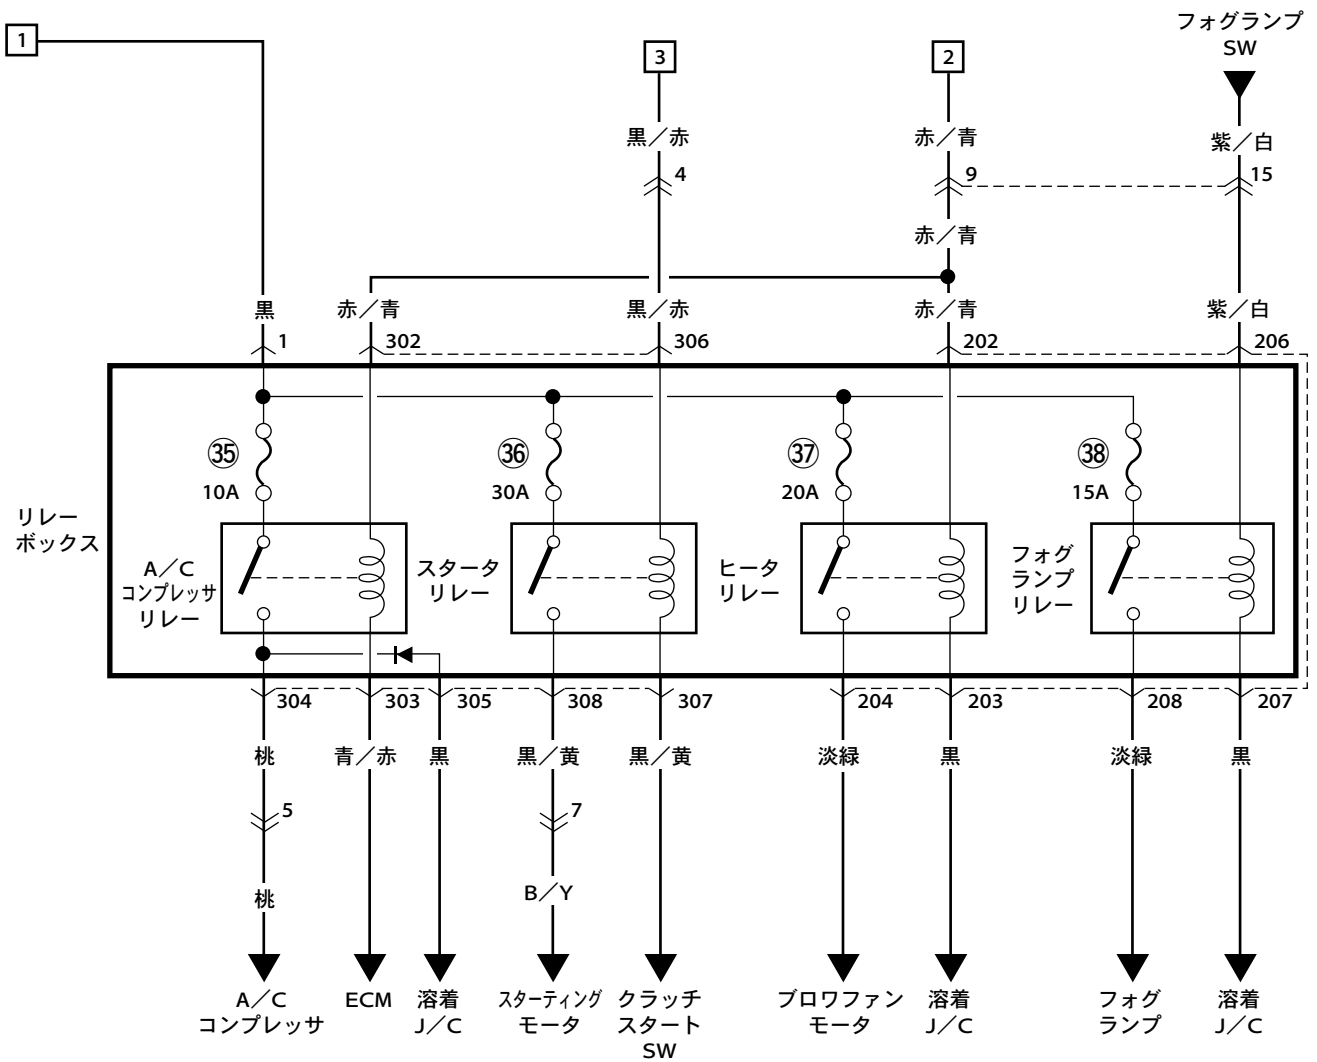 フォグランプ
SW
1
3
2
黒／赤
赤／青
紫／白
4
9
15
赤／青
黒
赤／青
黒／赤
赤／青
紫／白
1
302
306
202
206
㉟
10A
㊱
30A
㊲
20A
㊳
15A
リレー
ボックス
A／C
コンプレッサ
リレー
スタータ
リレー
ヒータ
リレー
フォグ
ランプ
リレー
304
303
305
308
307
204
203
208
207
桃
青／赤
黒
黒／黄
黒／黄
淡緑
黒
淡緑
黒
5
7
桃
B／Y
A／C
コンプレッサ
ECM
溶着
J／C
スターティング
モータ
クラッチ
スタート
SW
ブロワファン
モータ
溶着
J／C
フォグ
ランプ
溶着
J／C